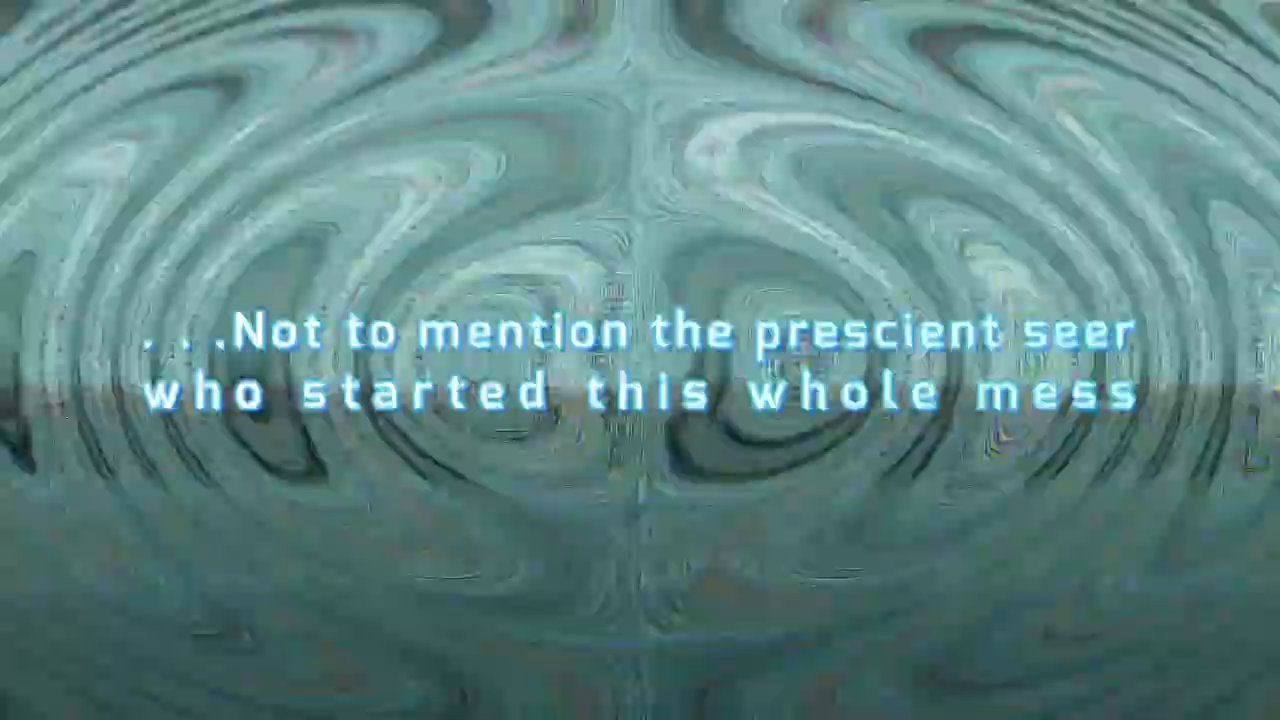 . . .Not to mention the prescient seer
who started this whole mess